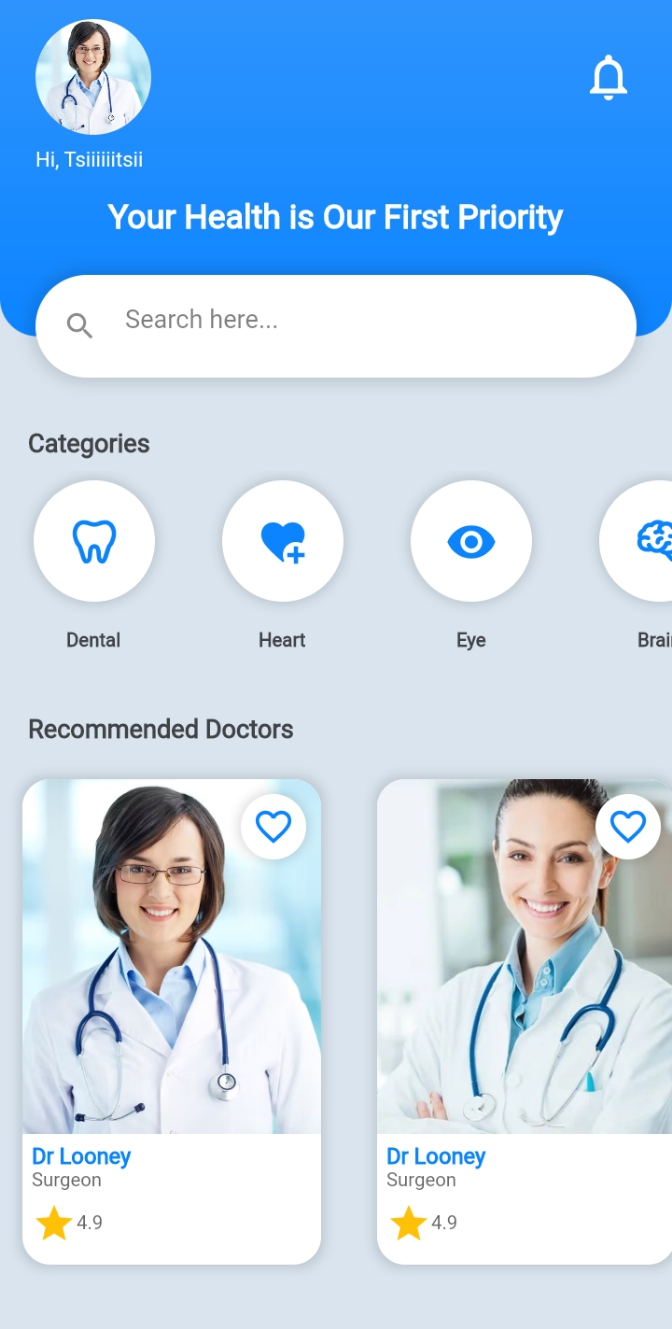 Hi, Tsiiiiiitsii
Your Health is Our First Priority
Search here...
Categories
Dental
Heart
Eye
Brai
Recommended Doctors
Dr Looney
Surgeon
4.9
Dr Looney
Surgeon
4.9